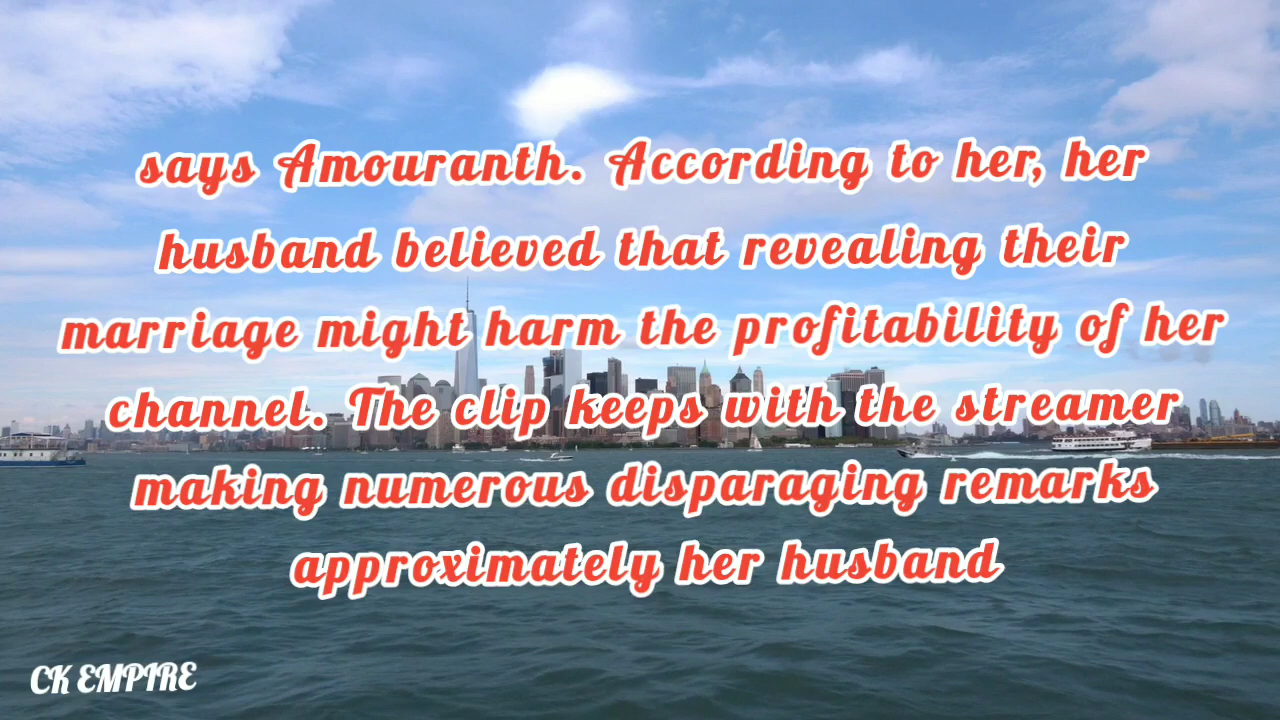 says Amouranth. According to her, her
husband believed that revealing their
marriage might harm the profitability of her
channel. The clip keeps with the streamer
making numerous disparaging remarks
approximately her husband
CK EMPIRE